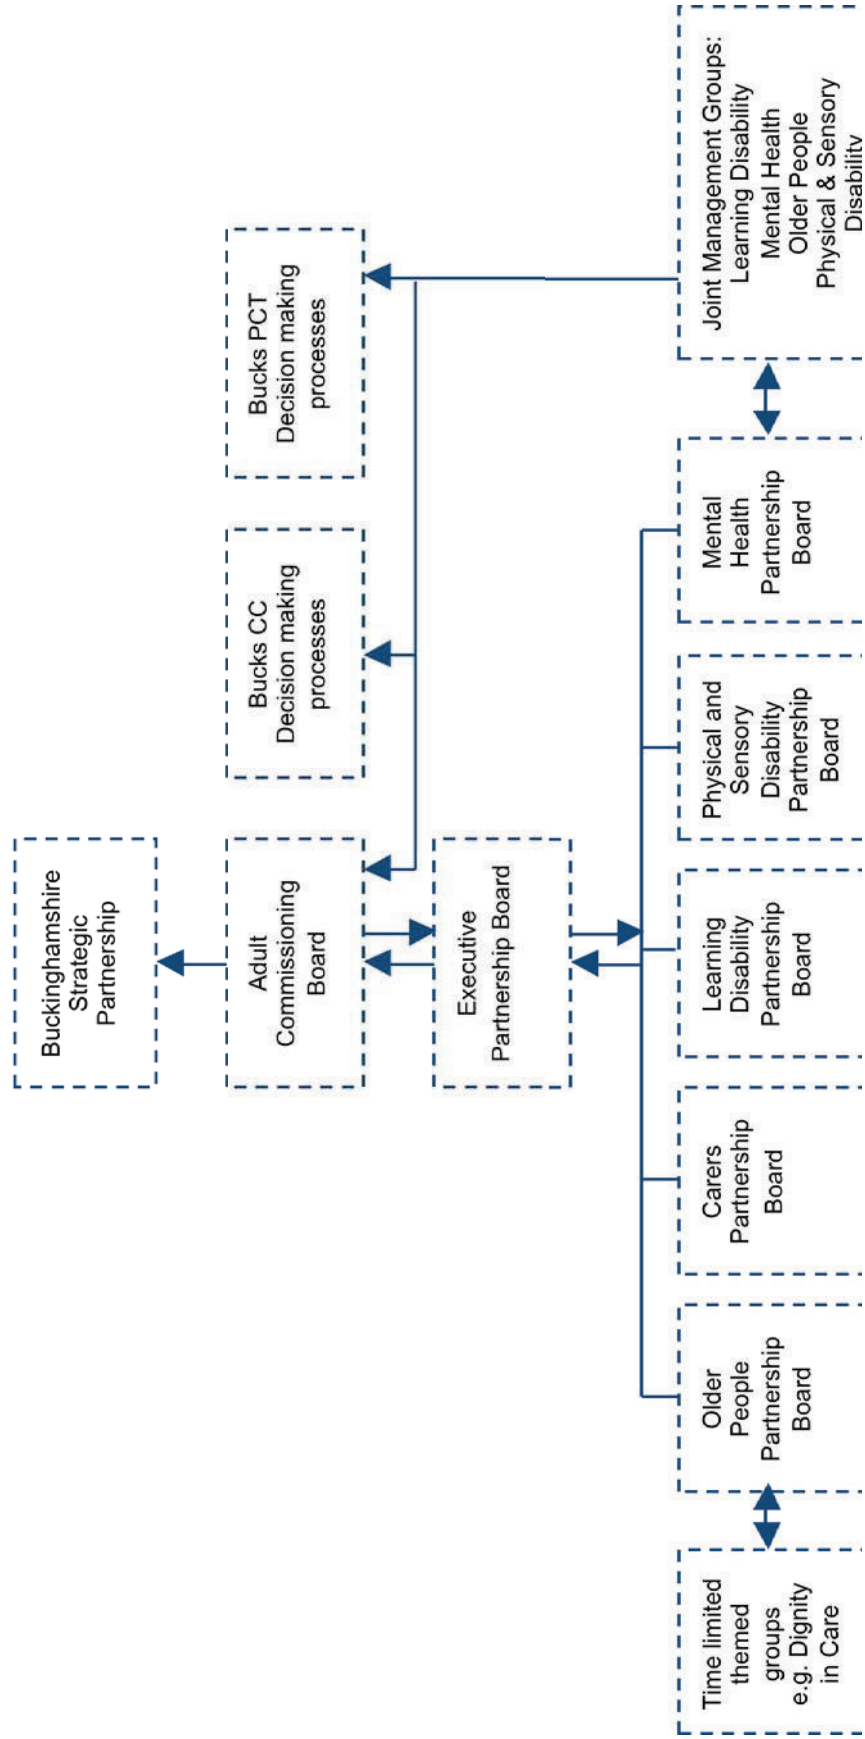 Buckinghamshire
Strategic
Partnership
Adult
Commissioning
Board
Bucks CC
Decision making
processes
Bucks PCT
Decision making
processes
Executive
Partnership Board
Time limited
themed
groups
e.g. Dignity
in Care
Older
People
Partnership
Board
Carers
Partnership
Board
Learning
Disability
Partnership
Board
Physical and
Sensory
Disability
Partnership
Board
Mental
Health
Partnership
Board
Joint Management Groups:
Learning Disability
Mental Health
Older People
Physical & Sensory
Disability